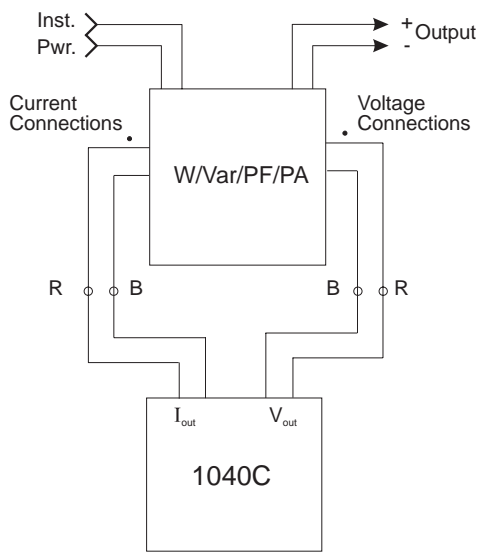 Inst.
Pwr.
+
Output
-
Current
Connections
Voltage
Connections
W/Var/PF/PA
R
B
B
R
Iout
Vout
1040C